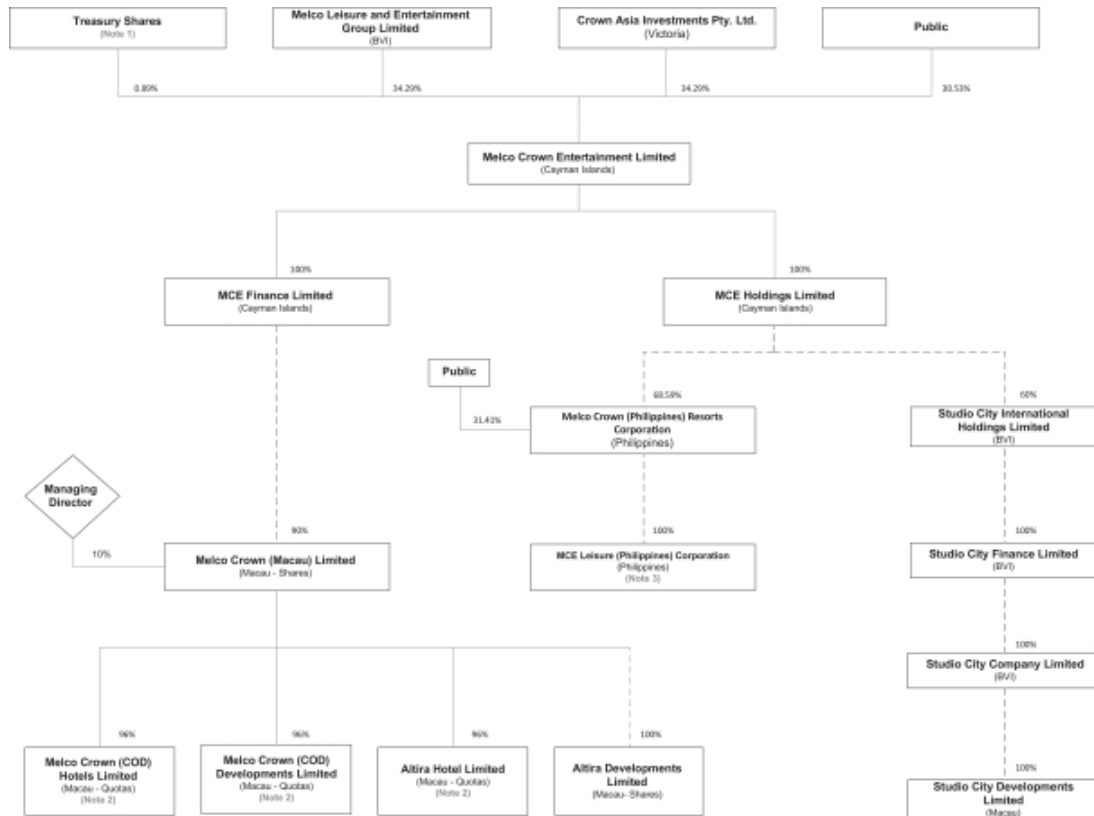 Treasury Shares
(Note 1)
Melco Leisure and Entertainment
Group Limited
(BVI)
Crown Asia Investments Pty. Ltd.
(Victoria)
Public
0.89%
34.29%
34.29%
30.53%
Melco Crown Entertainment Limited
(Cayman Islands)
100%
100%
MCE Finance Limited
(Cayman Islands)
MCE Holdings Limited
(Cayman Islands)
Public
68.59%
60%
31.41%
Melco Crown (Philippines) Resorts
Corporation
(Philippines)
Studio City International
Holdings Limited
(BVI)
Managing
Director
90%
100%
100%
10%
Melco Crown (Macau) Limited
(Macau - Shares)
MCE Leisure (Philippines) Corporation
(Philippines)
(Note 3)
Studio City Finance Limited
(BVI)
100%
Studio City Company Limited
(BVI)
96%
96%
96%
100%
Melco Crown (COD)
Hotels Limited
(Macau - Quotas)
(Note 2)
Melco Crown (COD)
Developments Limited
(Macau - Quotas)
(Note 2)
Altira Hotel Limited
(Macau - Quotas)
(Note 2)
Altira Developments
Limited
(Macau- Shares)
100%
Studio City Developments
Limited
(Macau)